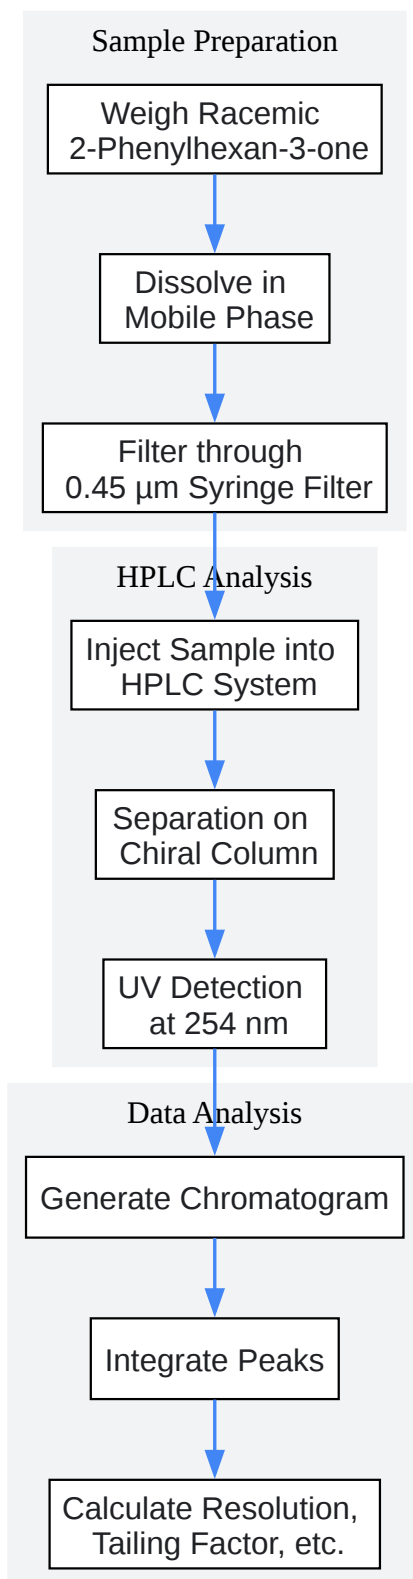 Sample Preparation
Weigh Racemic
2-Phenylhexan-3-one
Dissolve in
Mobile Phase
Filter through
0.45 µm Syringe Filter
HPLC Analysis
Inject Sample into
HPLC System
Separation on
Chiral Column
UV Detection
at 254 nm
Data Analysis
Generate Chromatogram
Integrate Peaks
Calculate Resolution,
Tailing Factor, etc.